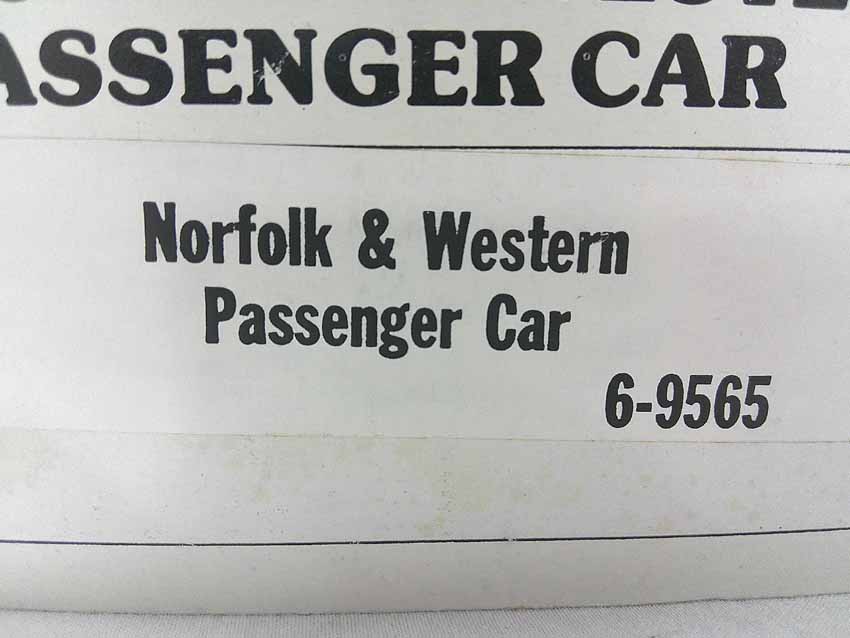 ASSENGER CAR
Norfolk & Western
Passenger Car
6-9565